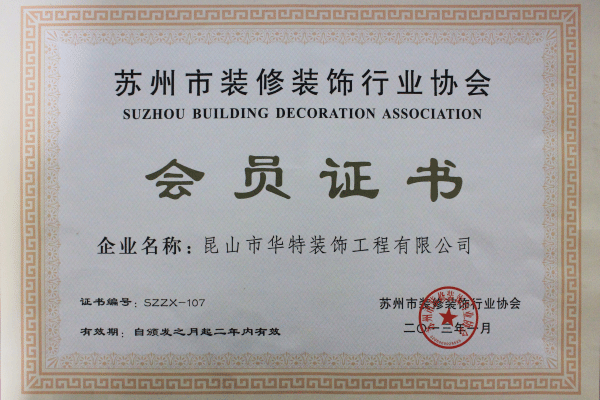 苏州市装修装饰行业协会
SUZHOU BUILDING DECORATION ASSOCIATION
会员证书
企业名称：昆山市华特装饰工程有限公司
证书编号：SZZX-107
有效期：自颁发之月起二年内有效
苏州市装修装饰行业协会
二〇一三年一月